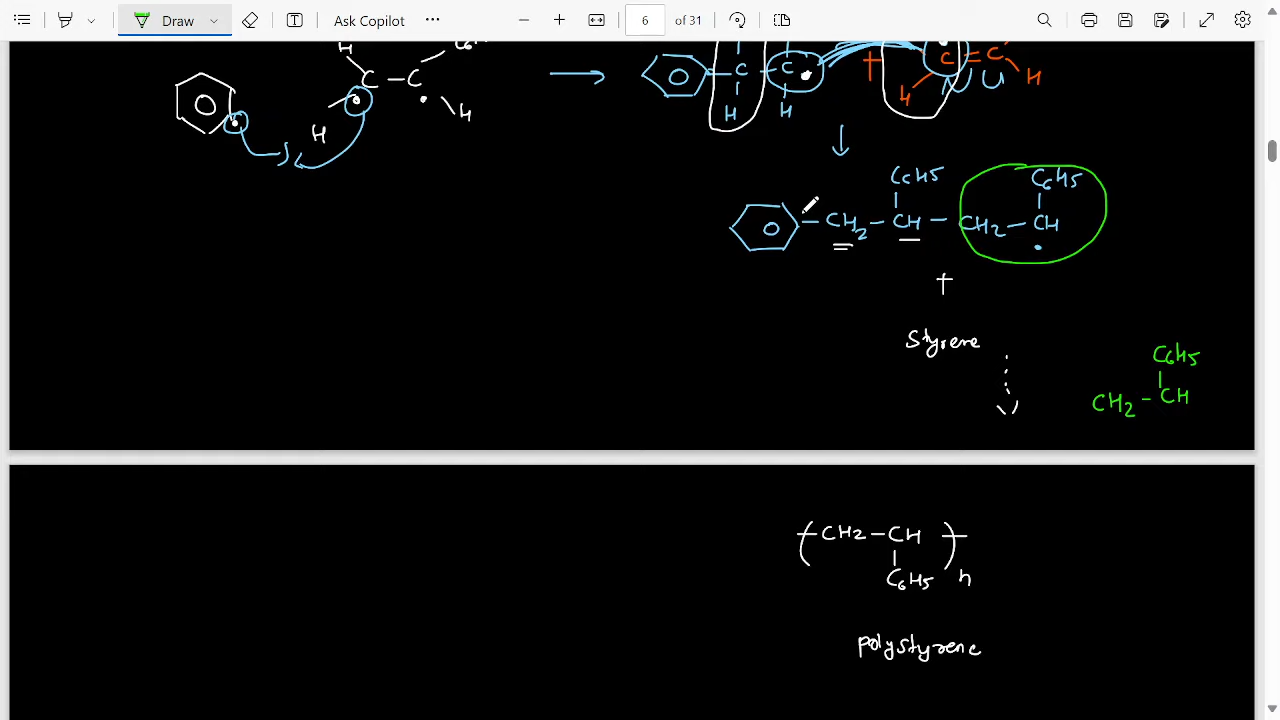 Draw
Ask Copilot
6 of 31
H C - C
H H
C - C
H H
+ C = C
H H
C6H5 C6H5
- CH2 - CH - CH2 - CH
+
Styrene
C6H5
CH2 - CH
( CH2 - CH ) n
C6H5
polystyrene